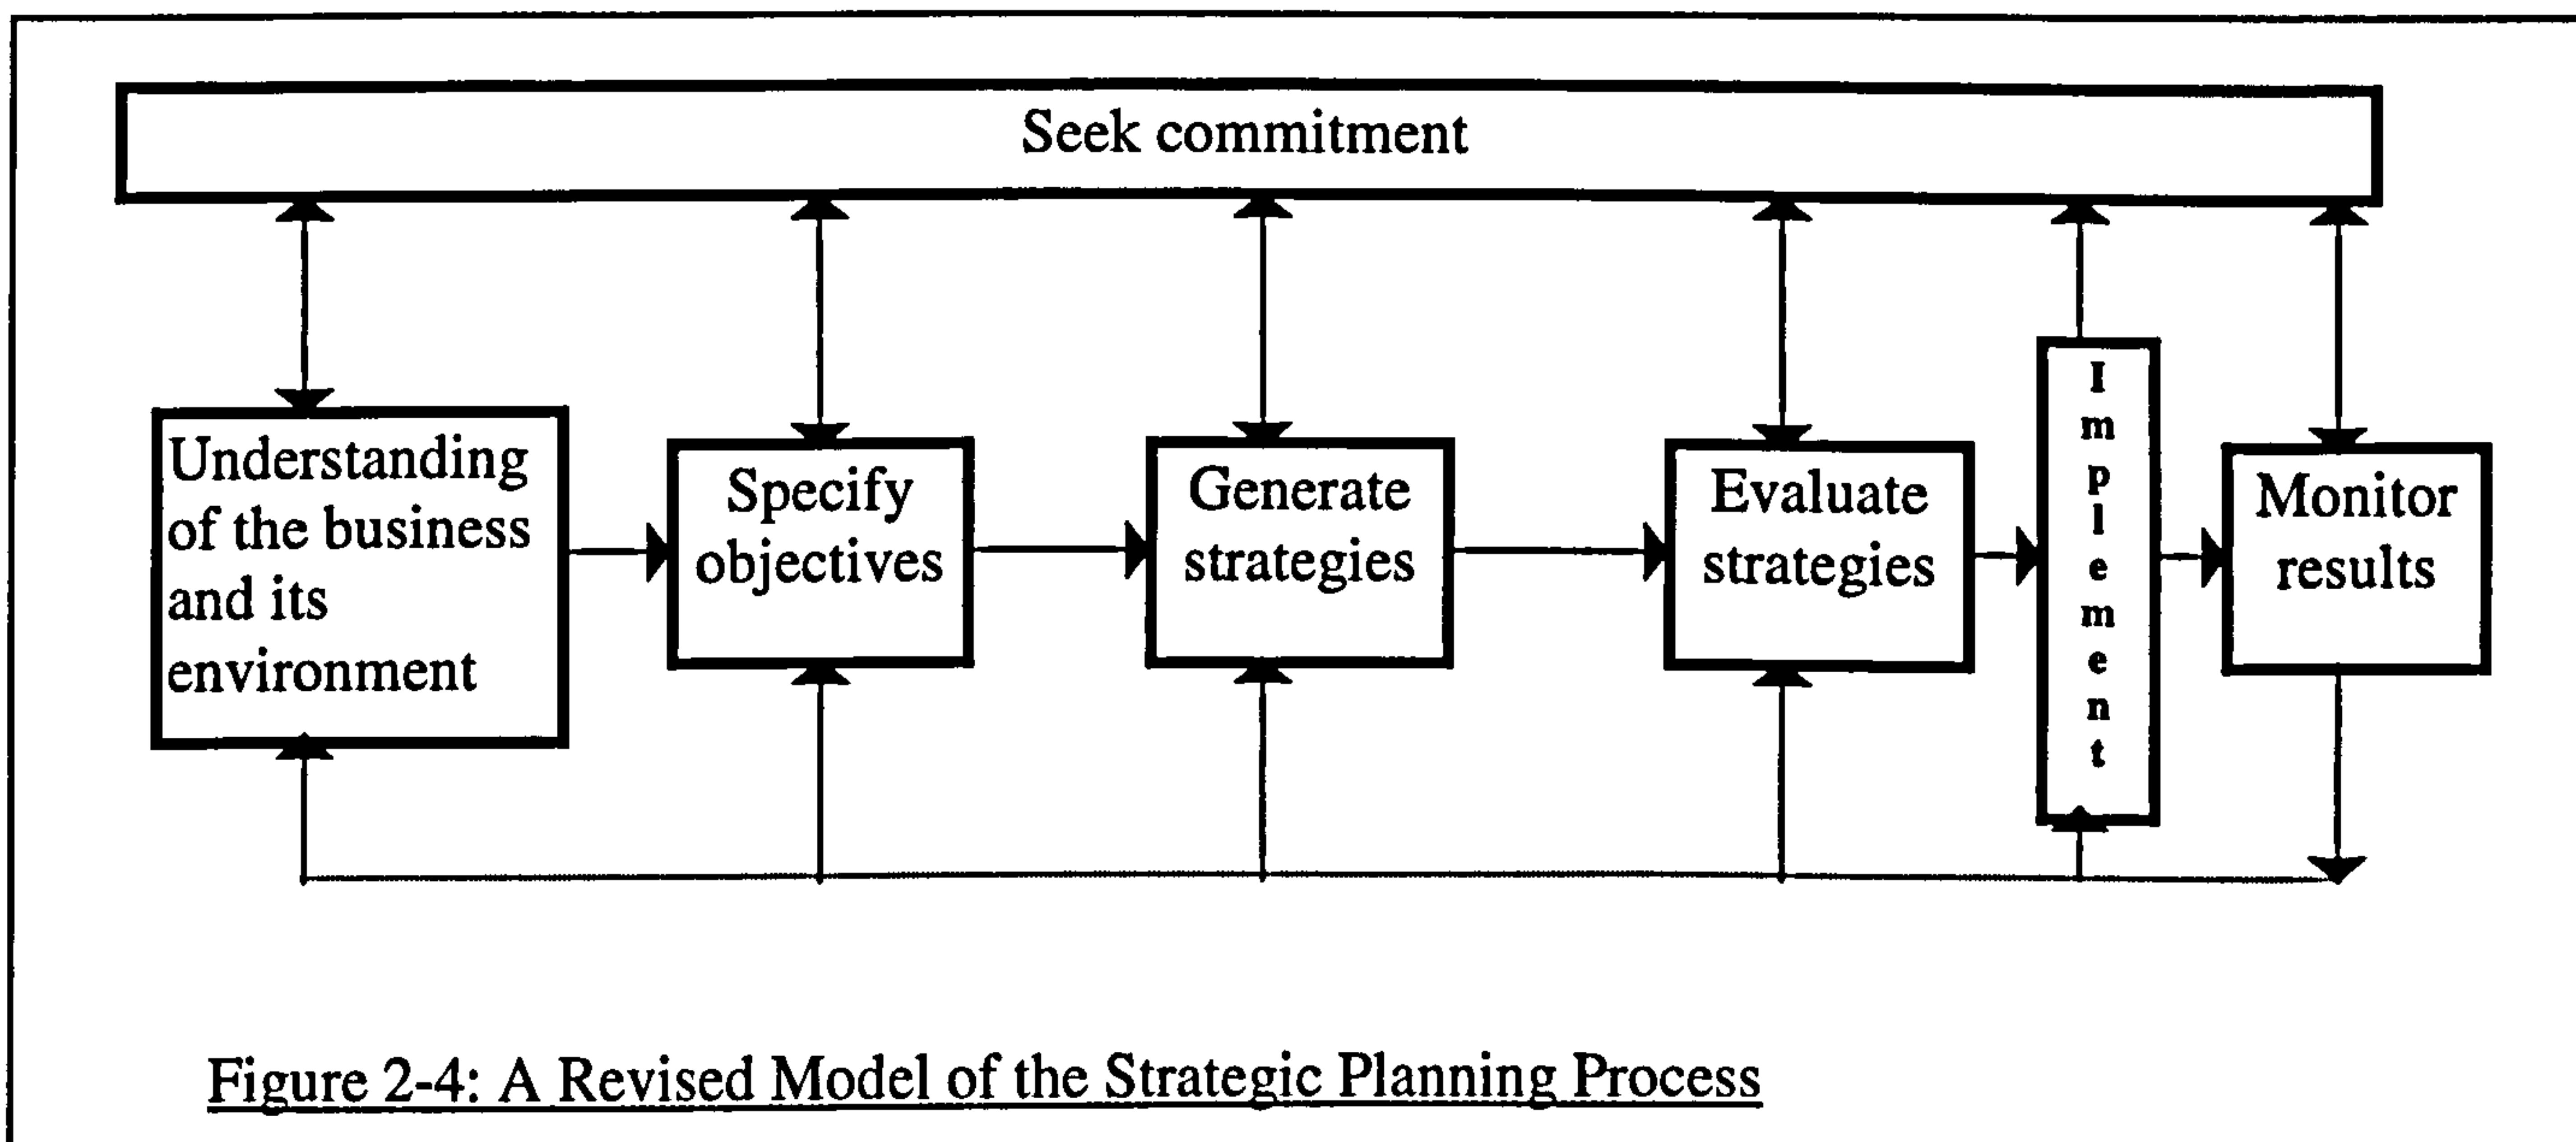 Seek commitment
Understanding
of the business
and its
environment
Specify
objectives
Generate
strategies
Evaluate
strategies
Implement
Monitor
results
Figure 2-4: A Revised Model of the Strategic Planning Process